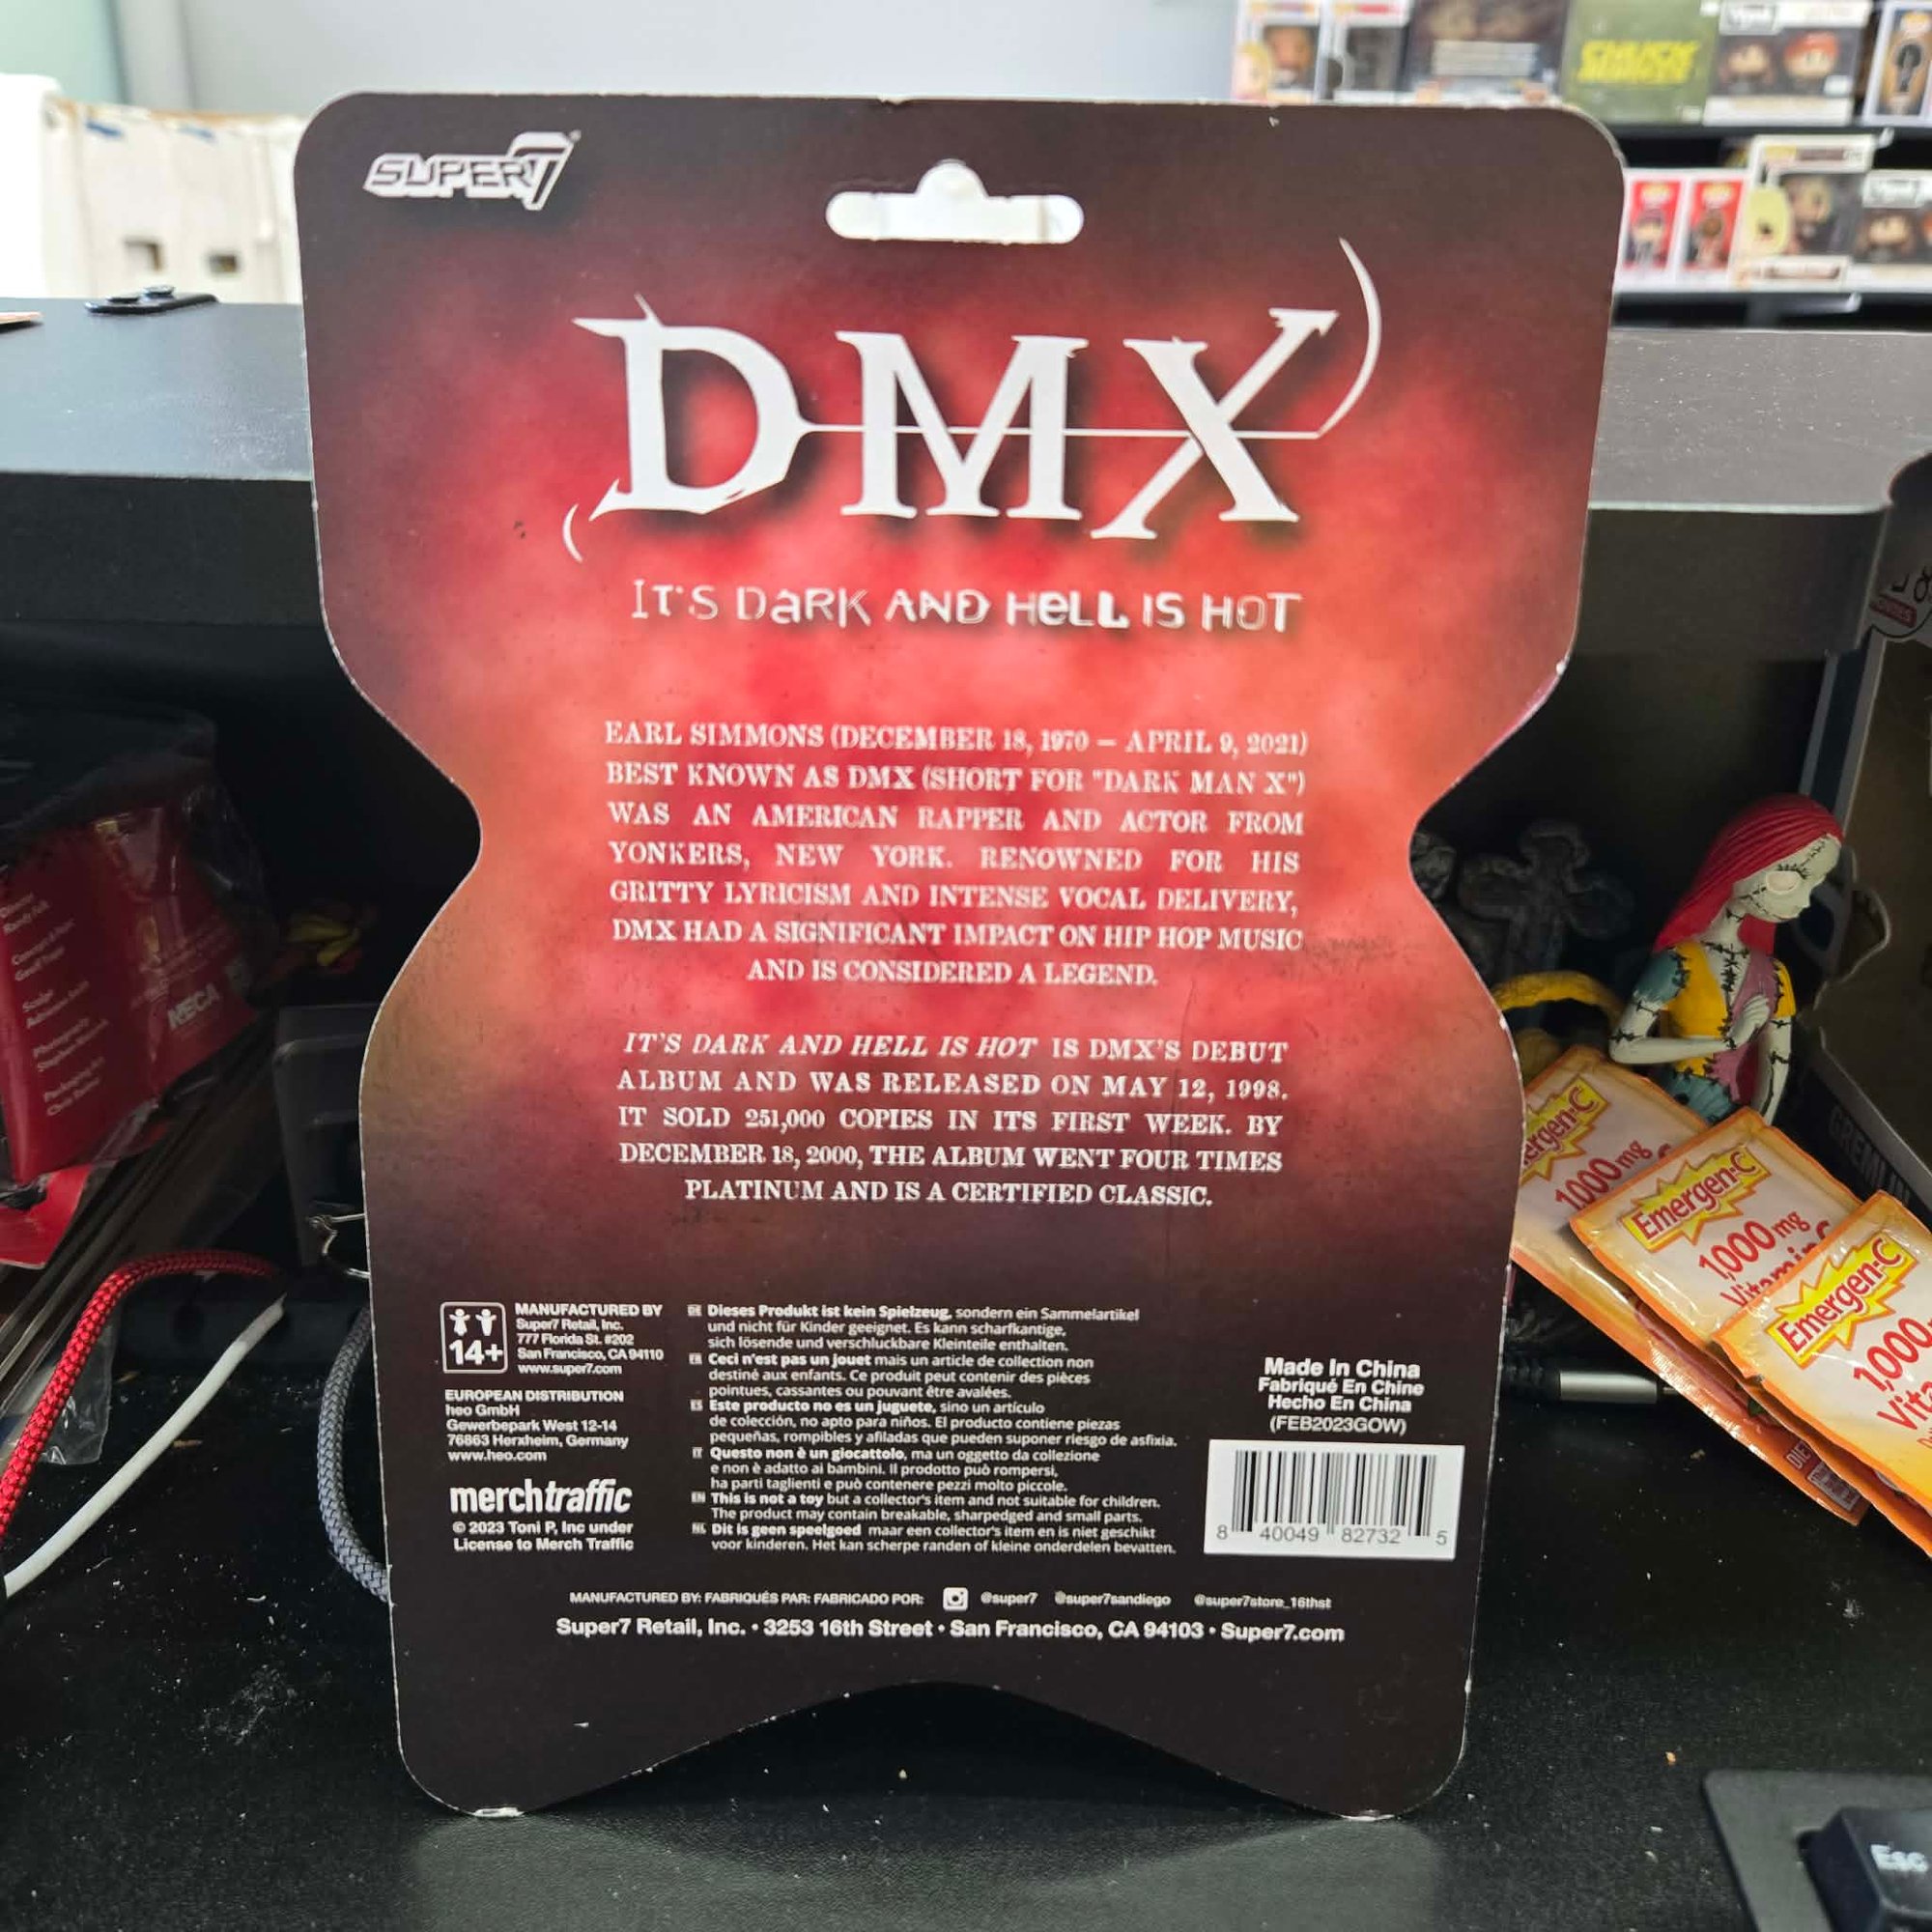 SUPER7
DMX
IT'S DARK AND HELL IS HOT
EARL SIMMONS (DECEMBER 18, 1970 – APRIL 9, 2021)
BEST KNOWN AS DMX (SHORT FOR "DARK MAN X")
WAS AN AMERICAN RAPPER AND ACTOR FROM
YONKERS, NEW YORK. RENOWNED FOR HIS
GRITTY LYRICISM AND INTENSE VOCAL DELIVERY,
DMX HAD A SIGNIFICANT IMPACT ON HIP HOP MUSIC
AND IS CONSIDERED A LEGEND.
IT'S DARK AND HELL IS HOT IS DMX'S DEBUT
ALBUM AND WAS RELEASED ON MAY 12, 1998.
IT SOLD 251,000 COPIES IN ITS FIRST WEEK. BY
DECEMBER 18, 2000, THE ALBUM WENT FOUR TIMES
PLATINUM AND IS A CERTIFIED CLASSIC.
14+
MANUFACTURED BY
Super7 Retail, Inc.
777 Florida St. #202
San Francisco, CA 94110
www.super7.com
EUROPEAN DISTRIBUTION
heo GmbH
Gewerbepark West 12-14
76863 Herxheim, Germany
www.heo.com
merchtraffic
© 2023 Toni P, Inc under
License to Merch Traffic
DE Dieses Produkt ist kein Spielzeug, sondern ein Sammelartikel
und nicht für Kinder geeignet. Es kann scharfkantige,
sich lösende und verschluckbare Kleinteile enthalten.
FR Ceci n'est pas un jouet mais un article de collection non
destiné aux enfants. Ce produit peut contenir des pièces
pointues, cassantes ou pouvant être avalées.
ES Este producto no es un juguete, sino un artículo
de colección, no apto para niños. El producto contiene piezas
pequeñas, rompibles y afiladas que pueden suponer riesgo de asfixia.
IT Questo non è un giocattolo, ma un oggetto da collezione
e non è adatto ai bambini. Il prodotto può rompersi,
ha parti taglienti e può contenere pezzi molto piccole.
EN This is not a toy but a collector's item and not suitable for children.
The product may contain breakable, sharpedged and small parts.
NL Dit is geen speelgoed maar een collector's item en is niet geschikt
voor kinderen. Het kan scherpe randen of kleine onderdelen bevatten.
Made In China
Fabriqué En Chine
Hecho En China
(FEB2023GOW)
8 40049 82732 5
MANUFACTURED BY: FABRIQUÉS PAR: FABRICADO POR: @super7 @super7sandiego @super7store_16thst
Super7 Retail, Inc. • 3253 16th Street • San Francisco, CA 94103 • Super7.com
NECA
Emergen-C
1000 mg
Emergen-C
1,000 mg
Vitamin C
Emergen-C
1,000
Esc